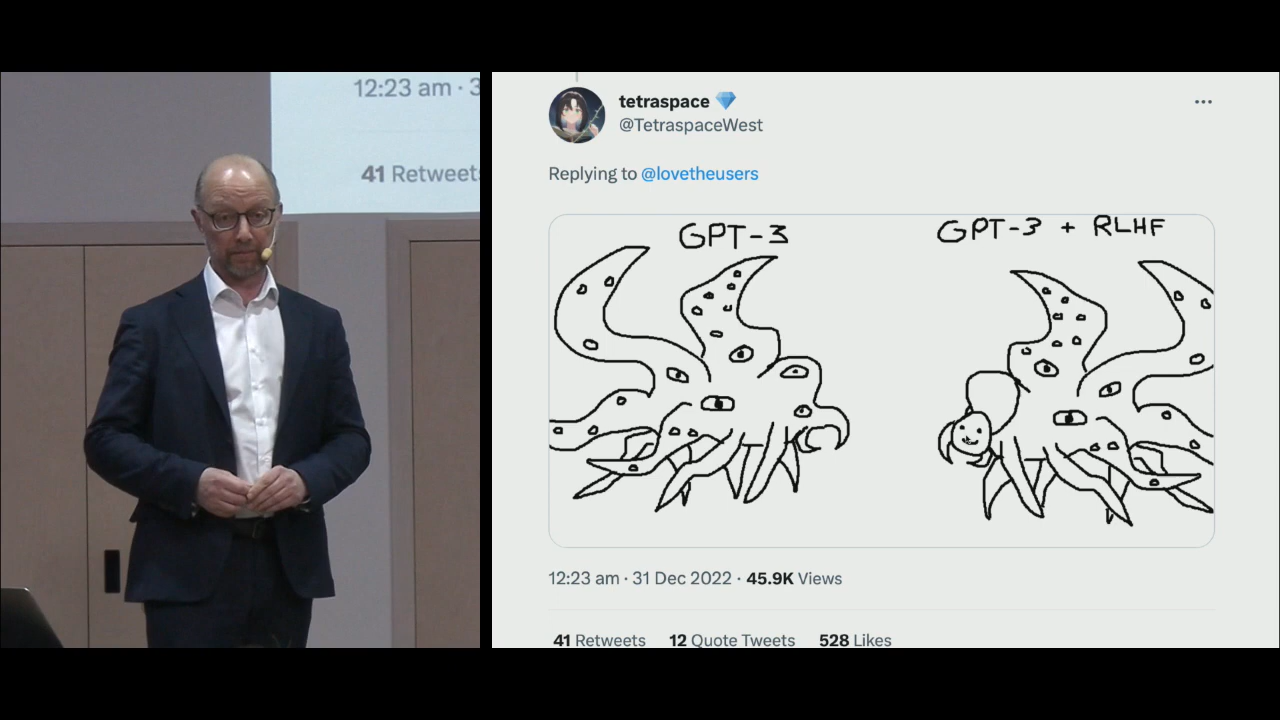 12:23 am · 3
41 Retweets
tetraspace
@TetraspaceWest
Replying to @lovetheusers
GPT-3
GPT-3 + RLHF
12:23 am · 31 Dec 2022 · 45.9K Views
41 Retweets 12 Quote Tweets 528 Likes